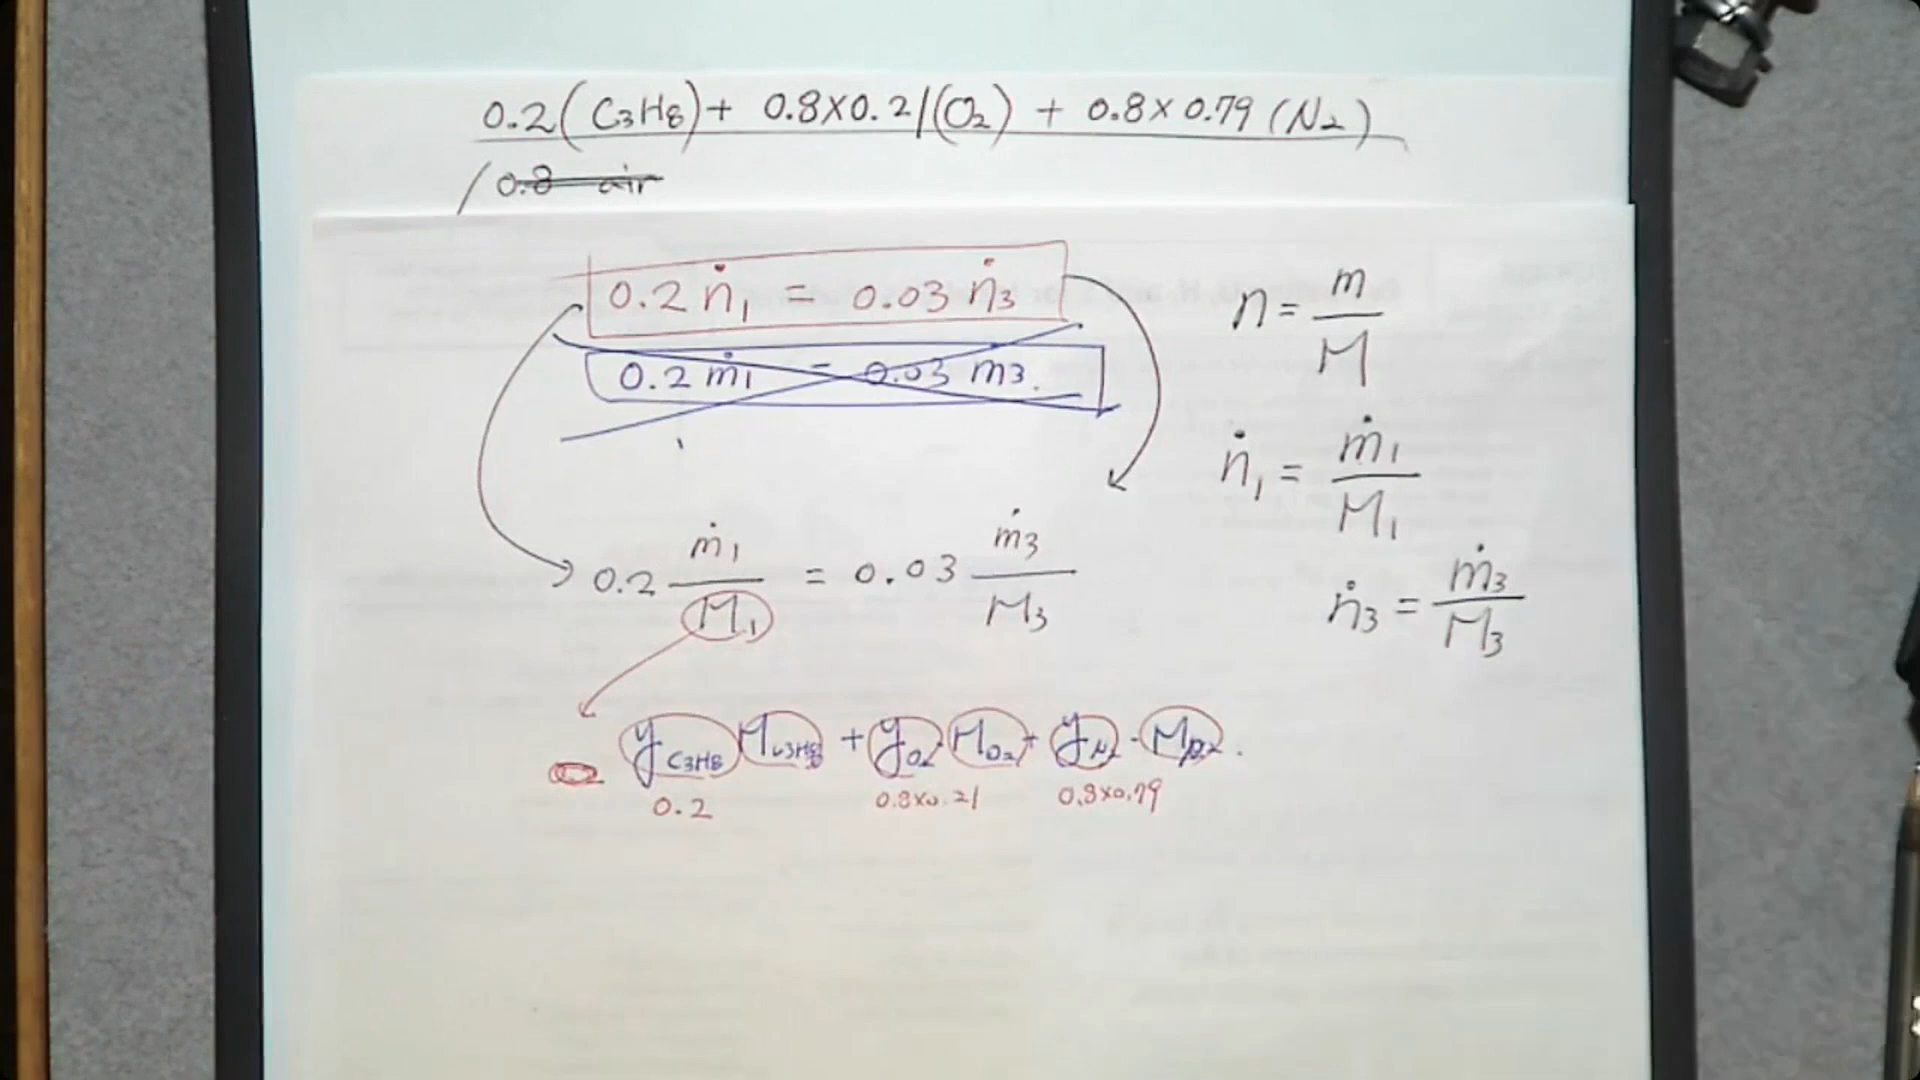 0.2 (C3H8) + 0.8×0.21 (O2) + 0.8×0.79 (N2)
/ 0.8 air
0.2 ṅ1 = 0.03 ṅ3
0.2 ṁ1 = 0.03 m3.
n = m/M
ṅ1 = ṁ1/M1
0.2 ṁ1/M1 = 0.03 ṁ3/M3
ṅ3 = ṁ3/M3
yC3H8 MC3H8 + yO2 MO2 + yN2 · MN2.
0.2 0.8×0.21 0.8×0.79